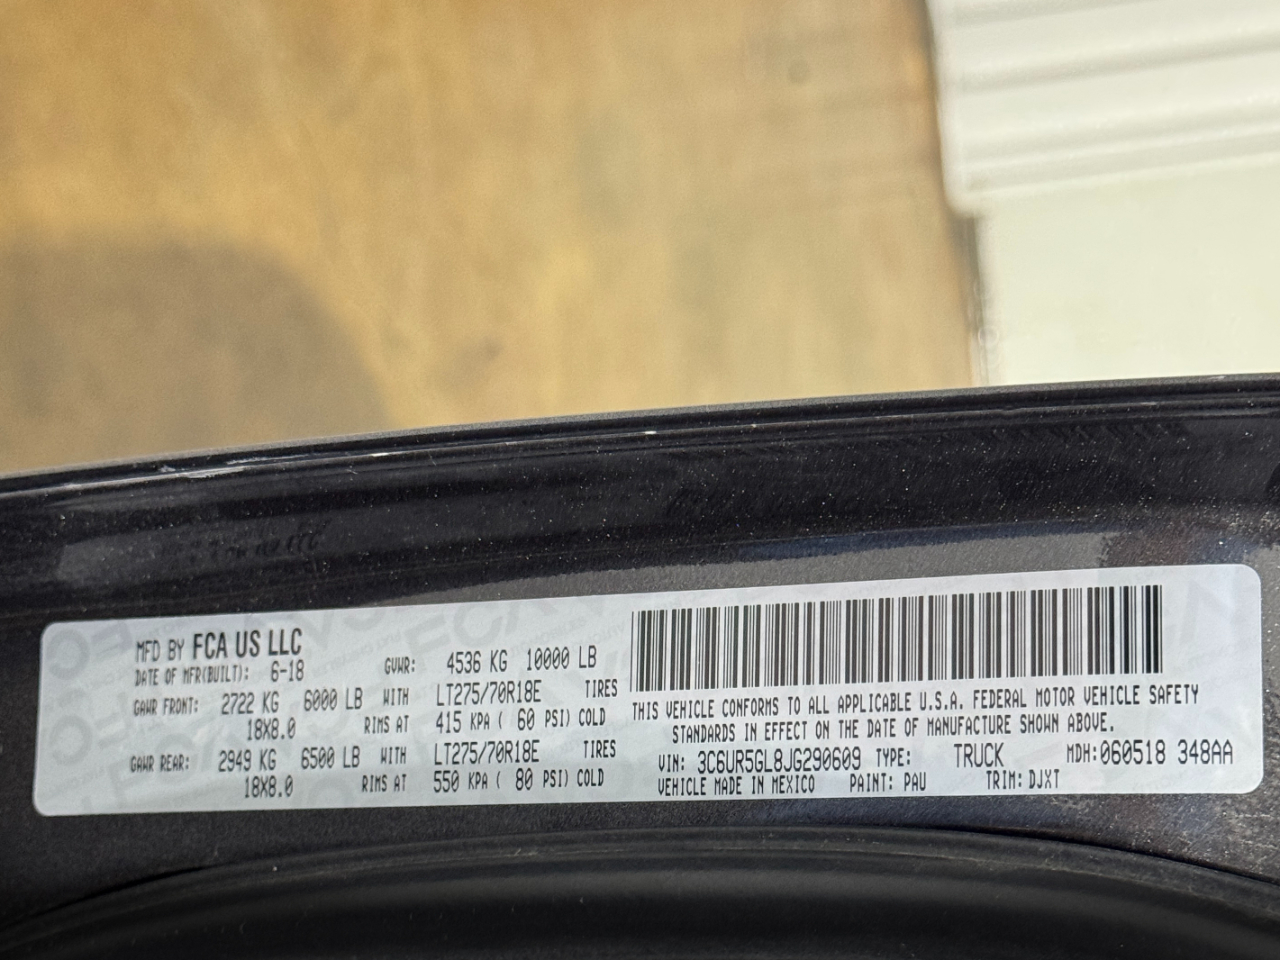 MFD BY FCA US LLC
DATE OF MFR(BUILT): 6-18 GVWR: 4536 KG 10000 LB
GAWR FRONT: 2722 KG 6000 LB WITH LT275/70R18E TIRES
18X8.0 RIMS AT 415 KPA ( 60 PSI) COLD
GAWR REAR: 2949 KG 6500 LB WITH LT275/70R18E TIRES
18X8.0 RIMS AT 550 KPA ( 80 PSI) COLD
THIS VEHICLE CONFORMS TO ALL APPLICABLE U.S.A. FEDERAL MOTOR VEHICLE SAFETY
STANDARDS IN EFFECT ON THE DATE OF MANUFACTURE SHOWN ABOVE.
VIN: 3C6UR5GL8JG290609 TYPE: TRUCK MDH:060518 348AA
VEHICLE MADE IN MEXICO PAINT: PAU TRIM: DJXT